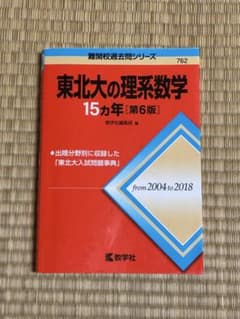 難関校過去問シリーズ
762
東北大の理系数学
15カ年[第6版]
教学社編集部 編
◆出題分野別に収録した
「東北大入試問題事典」
from 2004 to 2018
教学社